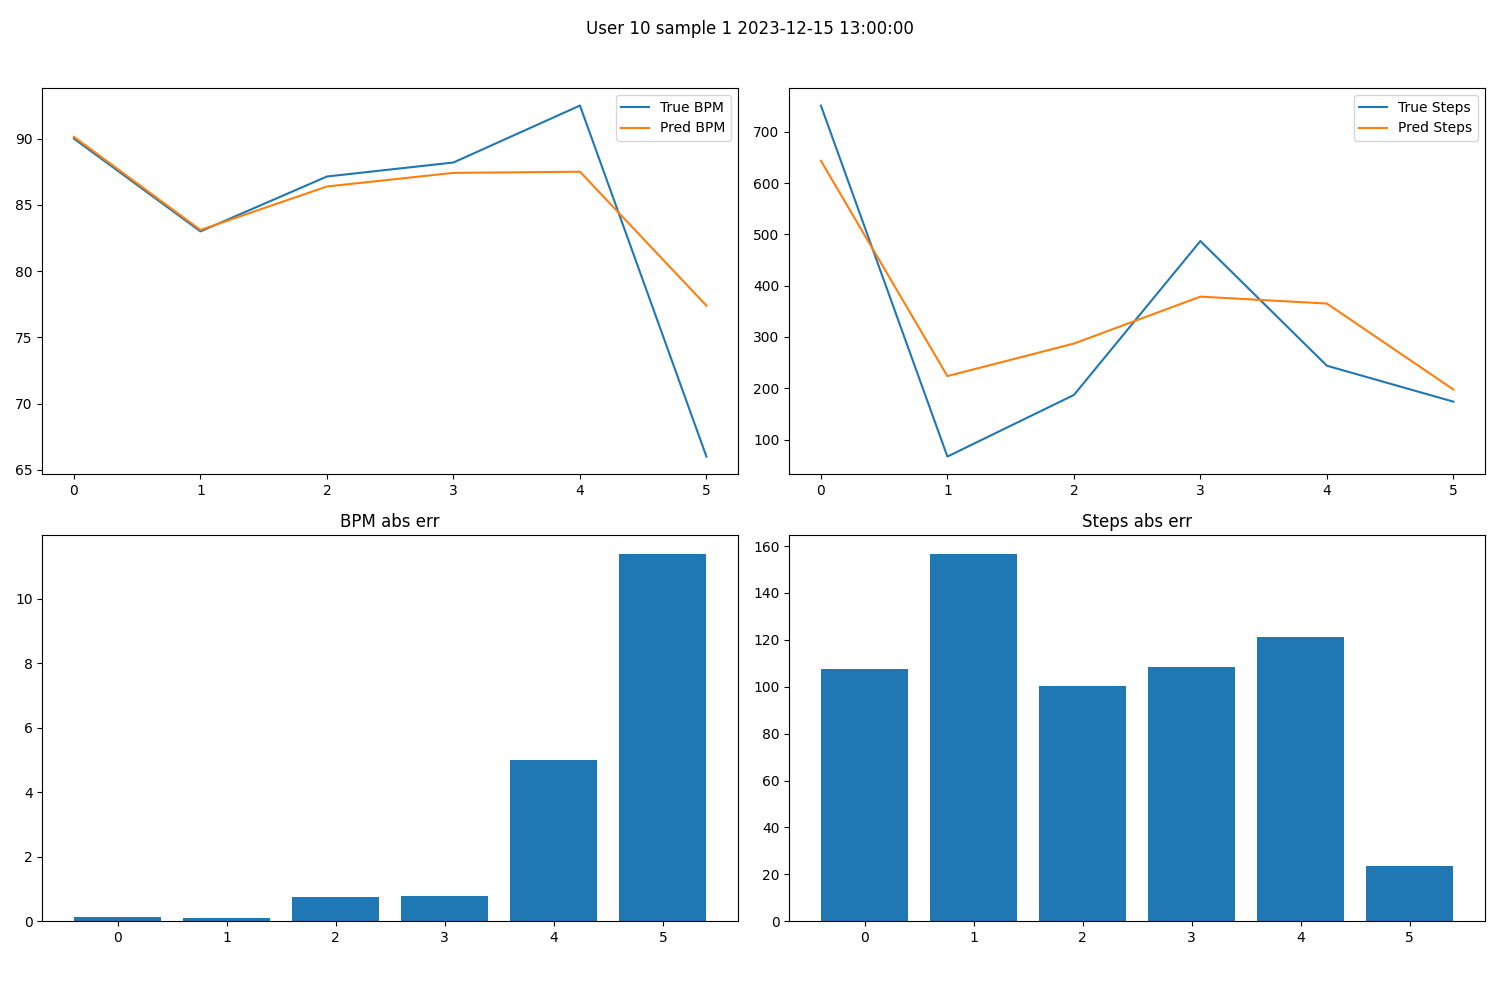 User 10 sample 1 2023-12-15 13:00:00
True BPM
Pred BPM
90
85
80
75
70
65
0 1 2 3 4 5
True Steps
Pred Steps
700
600
500
400
300
200
100
0 1 2 3 4 5
BPM abs err
10
8
6
4
2
0
0 1 2 3 4 5
Steps abs err
160
140
120
100
80
60
40
20
0
0 1 2 3 4 5